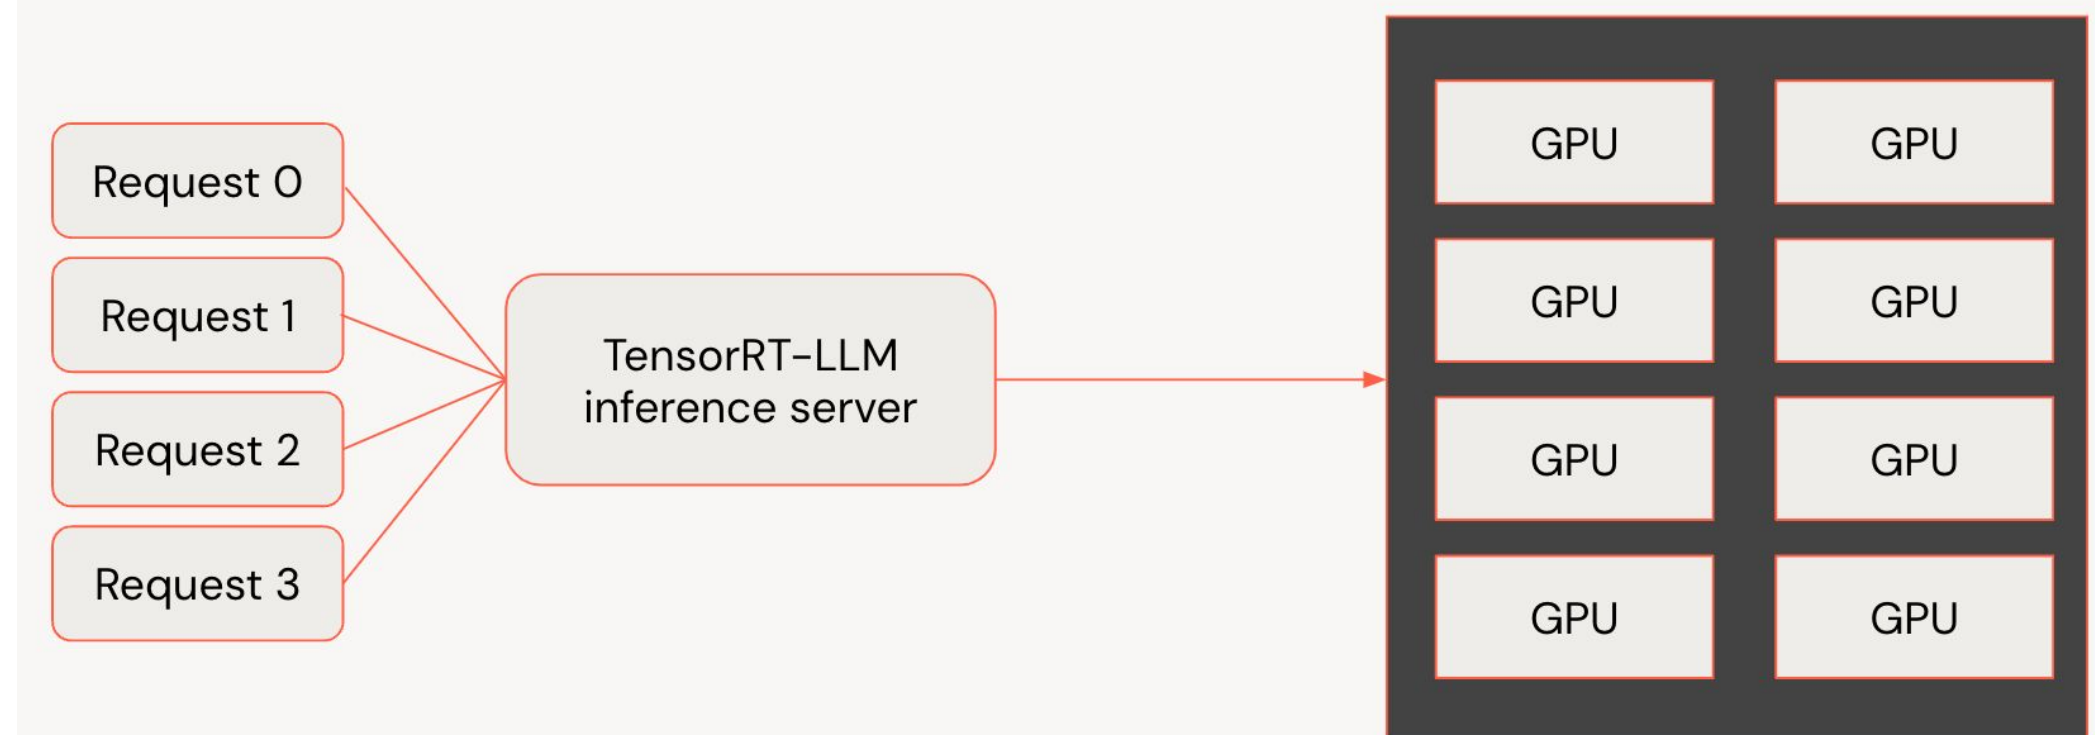 Request 0
Request 1
Request 2
Request 3
TensorRT-LLM
inference server
GPU
GPU
GPU
GPU
GPU
GPU
GPU
GPU